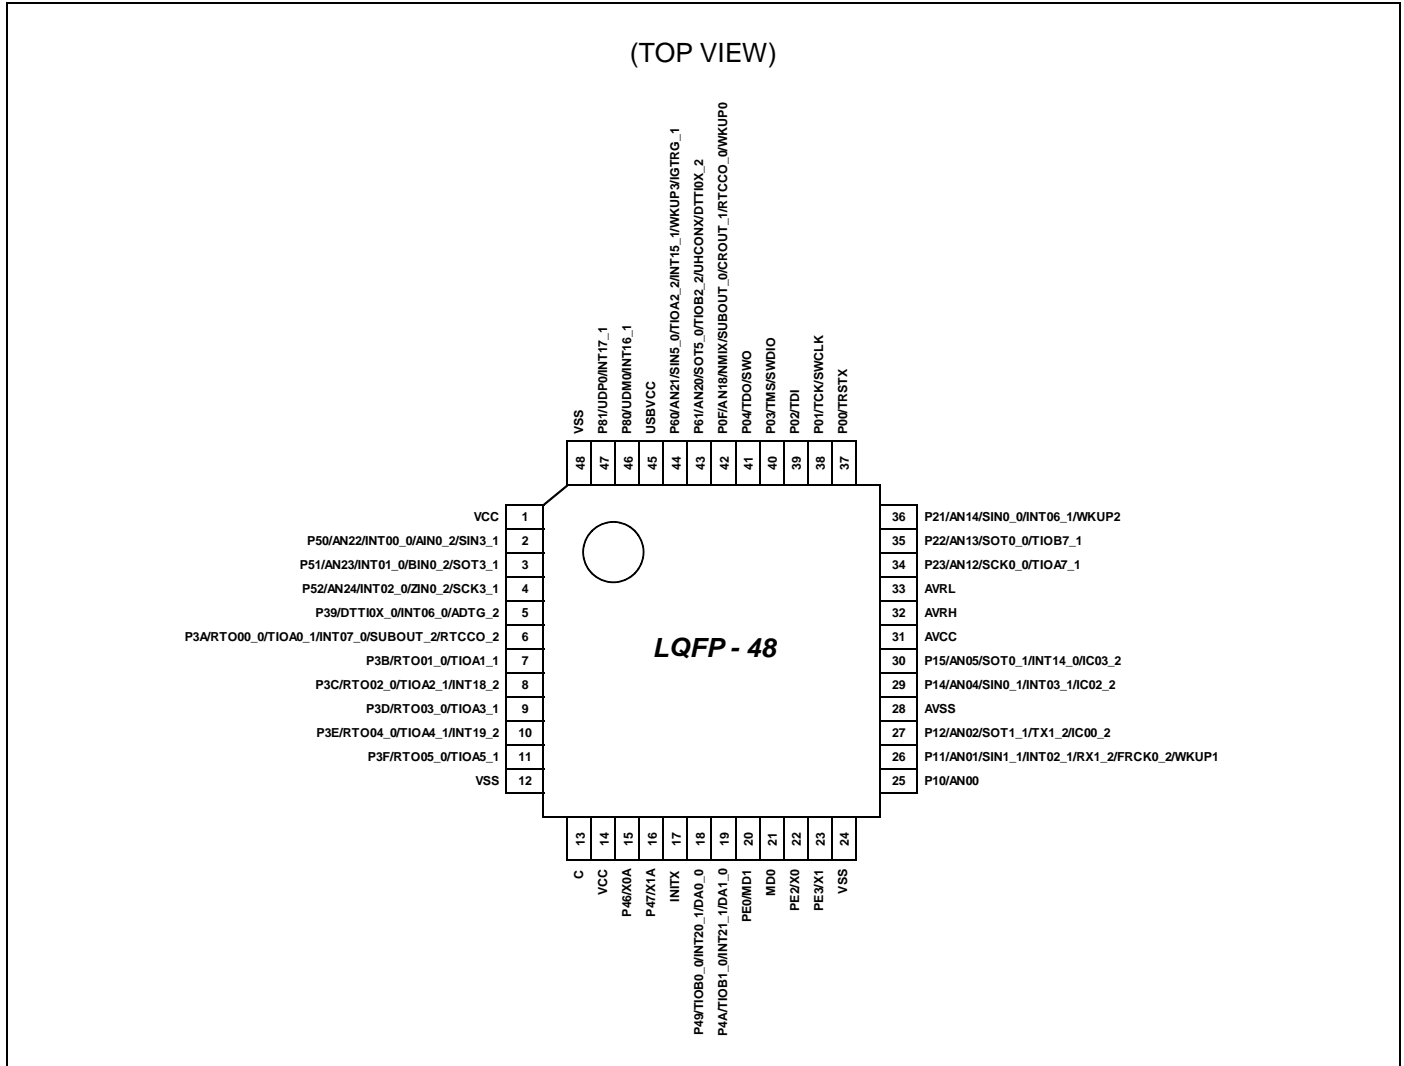 (TOP VIEW)
VSS
P81/UDP0/INT17_1
P80/UDM0/INT16_1
USBVCC
P60/AN21/SIN5_0/TIOA2_2/INT15_1/WKUP3/IGTRG_1
P61/AN20/SOT5_0/TIOB2_2/UHCONX/DTTI0X_2
P0F/AN18/NMIX/SUBOUT_0/CROUT_1/RTCCO_0/WKUP0
P04/TDO/SWO
P03/TMS/SWDIO
P02/TDI
P01/TCK/SWCLK
P00/TRSTX
48
47
46
45
44
43
42
41
40
39
38
37
VCC 1
P50/AN22/INT00_0/AIN0_2/SIN3_1 2
P51/AN23/INT01_0/BIN0_2/SOT3_1 3
P52/AN24/INT02_0/ZIN0_2/SCK3_1 4
P39/DTTI0X_0/INT06_0/ADTG_2 5
P3A/RTO00_0/TIOA0_1/INT07_0/SUBOUT_2/RTCCO_2 6
P3B/RTO01_0/TIOA1_1 7
P3C/RTO02_0/TIOA2_1/INT18_2 8
P3D/RTO03_0/TIOA3_1 9
P3E/RTO04_0/TIOA4_1/INT19_2 10
P3F/RTO05_0/TIOA5_1 11
VSS 12
LQFP - 48
36 P21/AN14/SIN0_0/INT06_1/WKUP2
35 P22/AN13/SOT0_0/TIOB7_1
34 P23/AN12/SCK0_0/TIOA7_1
33 AVRL
32 AVRH
31 AVCC
30 P15/AN05/SOT0_1/INT14_0/IC03_2
29 P14/AN04/SIN0_1/INT03_1/IC02_2
28 AVSS
27 P12/AN02/SOT1_1/TX1_2/IC00_2
26 P11/AN01/SIN1_1/INT02_1/RX1_2/FRCK0_2/WKUP1
25 P10/AN00
13
14
15
16
17
18
19
20
21
22
23
24
C
VCC
P46/X0A
P47/X1A
INITX
P49/TIOB0_0/INT20_1/DA0_0
P4A/TIOB1_0/INT21_1/DA1_0
PE0/MD1
MD0
PE2/X0
PE3/X1
VSS